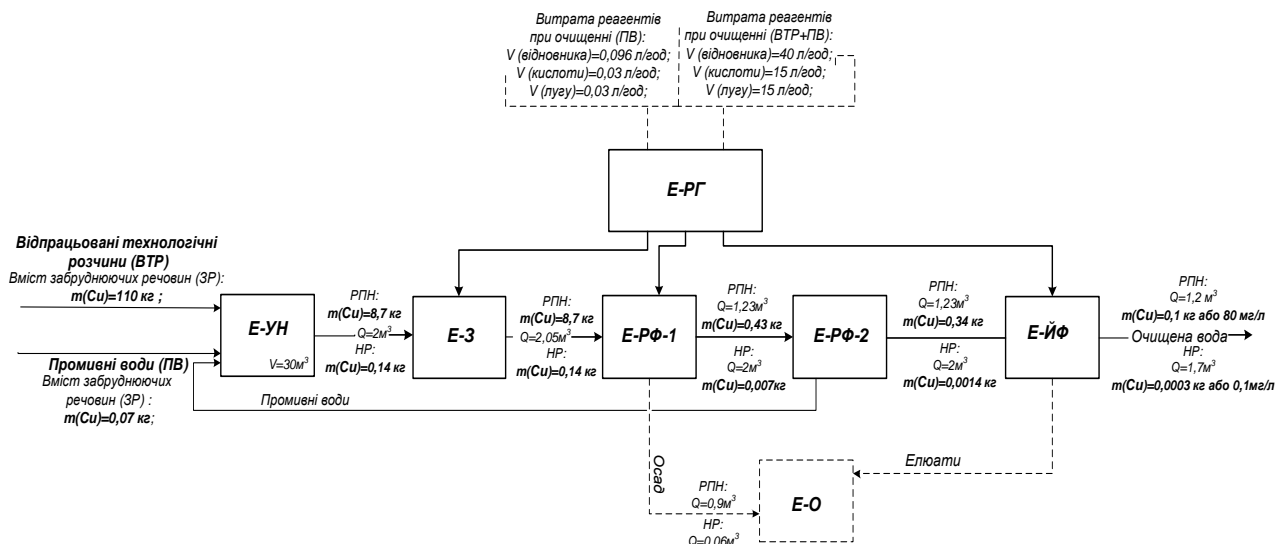 Витрата реагентів
при очищенні (ПВ):
V (відновника)=0,096 л/год;
V (кислоти)=0,03 л/год;
V (лугу)=0,03 л/год;
Витрата реагентів
при очищенні (ВТР+ПВ):
V (відновника)=40 л/год;
V (кислоти)=15 л/год;
V (лугу)=15 л/год;
Е-РГ
Відпрацьовані технологічні
розчини (ВТР)
Вміст забруднюючих речовин (ЗР):
m(Cu)=110 кг ;
Промивні води (ПВ)
Вміст забруднюючих
речовин (ЗР) :
m(Cu)=0,07 кг;
Е-УН
V=30м³
РПН:
m(Cu)=8,7 кг
Q=2м³
НР:
m(Cu)=0,14 кг
Е-З
РПН:
m(Cu)=8,7 кг
Q=2,05м³
НР:
m(Cu)=0,14 кг
Е-РФ-1
РПН:
Q=1,23м³
m(Cu)=0,43 кг
НР:
Q=2м³
m(Cu)=0,007кг
Е-РФ-2
РПН:
Q=1,23м³
m(Cu)=0,34 кг
НР:
Q=2м³
m(Cu)=0,0014 кг
Е-ЙФ
РПН:
Q=1,2 м³
m(Cu)=0,1 кг або 80 мг/л
Очищена вода
НР:
Q=1,7м³
m(Cu)=0,0003 кг або 0,1мг/л
Промивні води
Осад
РПН:
Q=0,9м³
НР:
Q=0,06м³
Е-О
Елюати